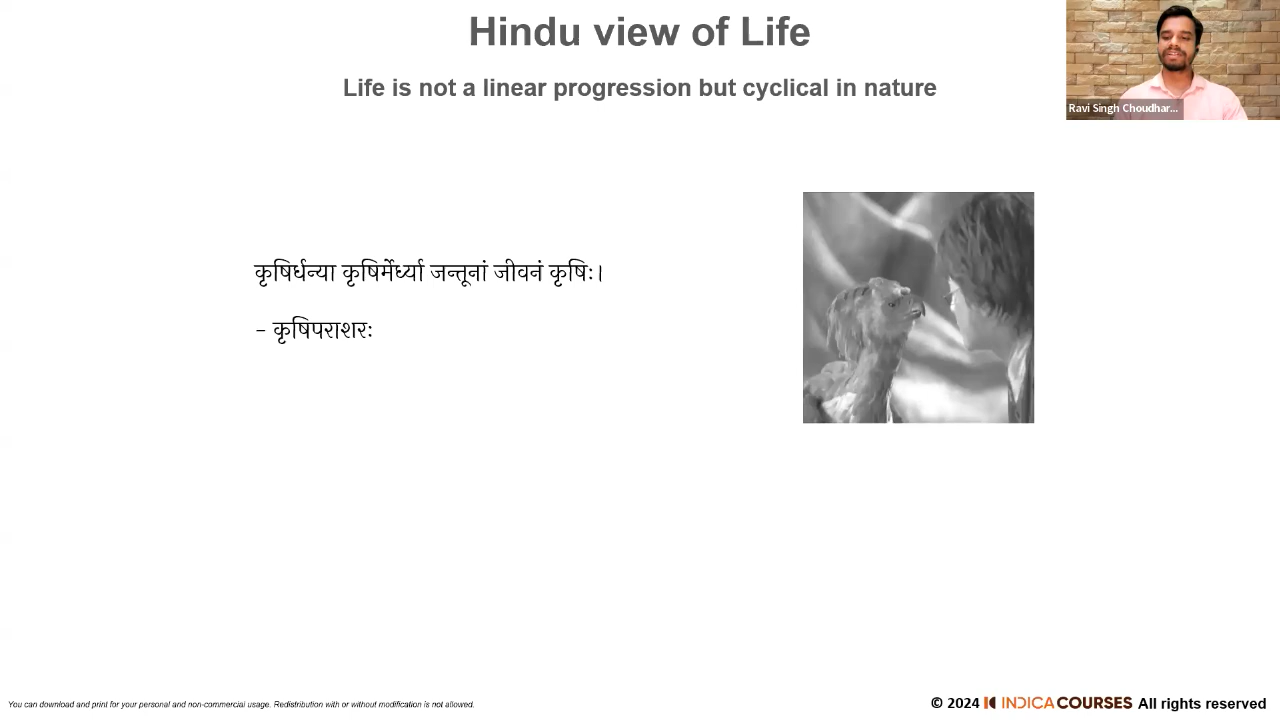 Hindu view of Life
Life is not a linear progression but cyclical in nature
Ravi Singh Choudhar...
कृषिर्धन्या कृषिर्मेर्ध्या जन्तूनां जीवनं कृषिः।
- कृषिपराशरः
You can download and print for your personal and non-commercial usage. Redistribution with or without modification is not allowed.
© 2024 INDICA COURSES All rights reserved